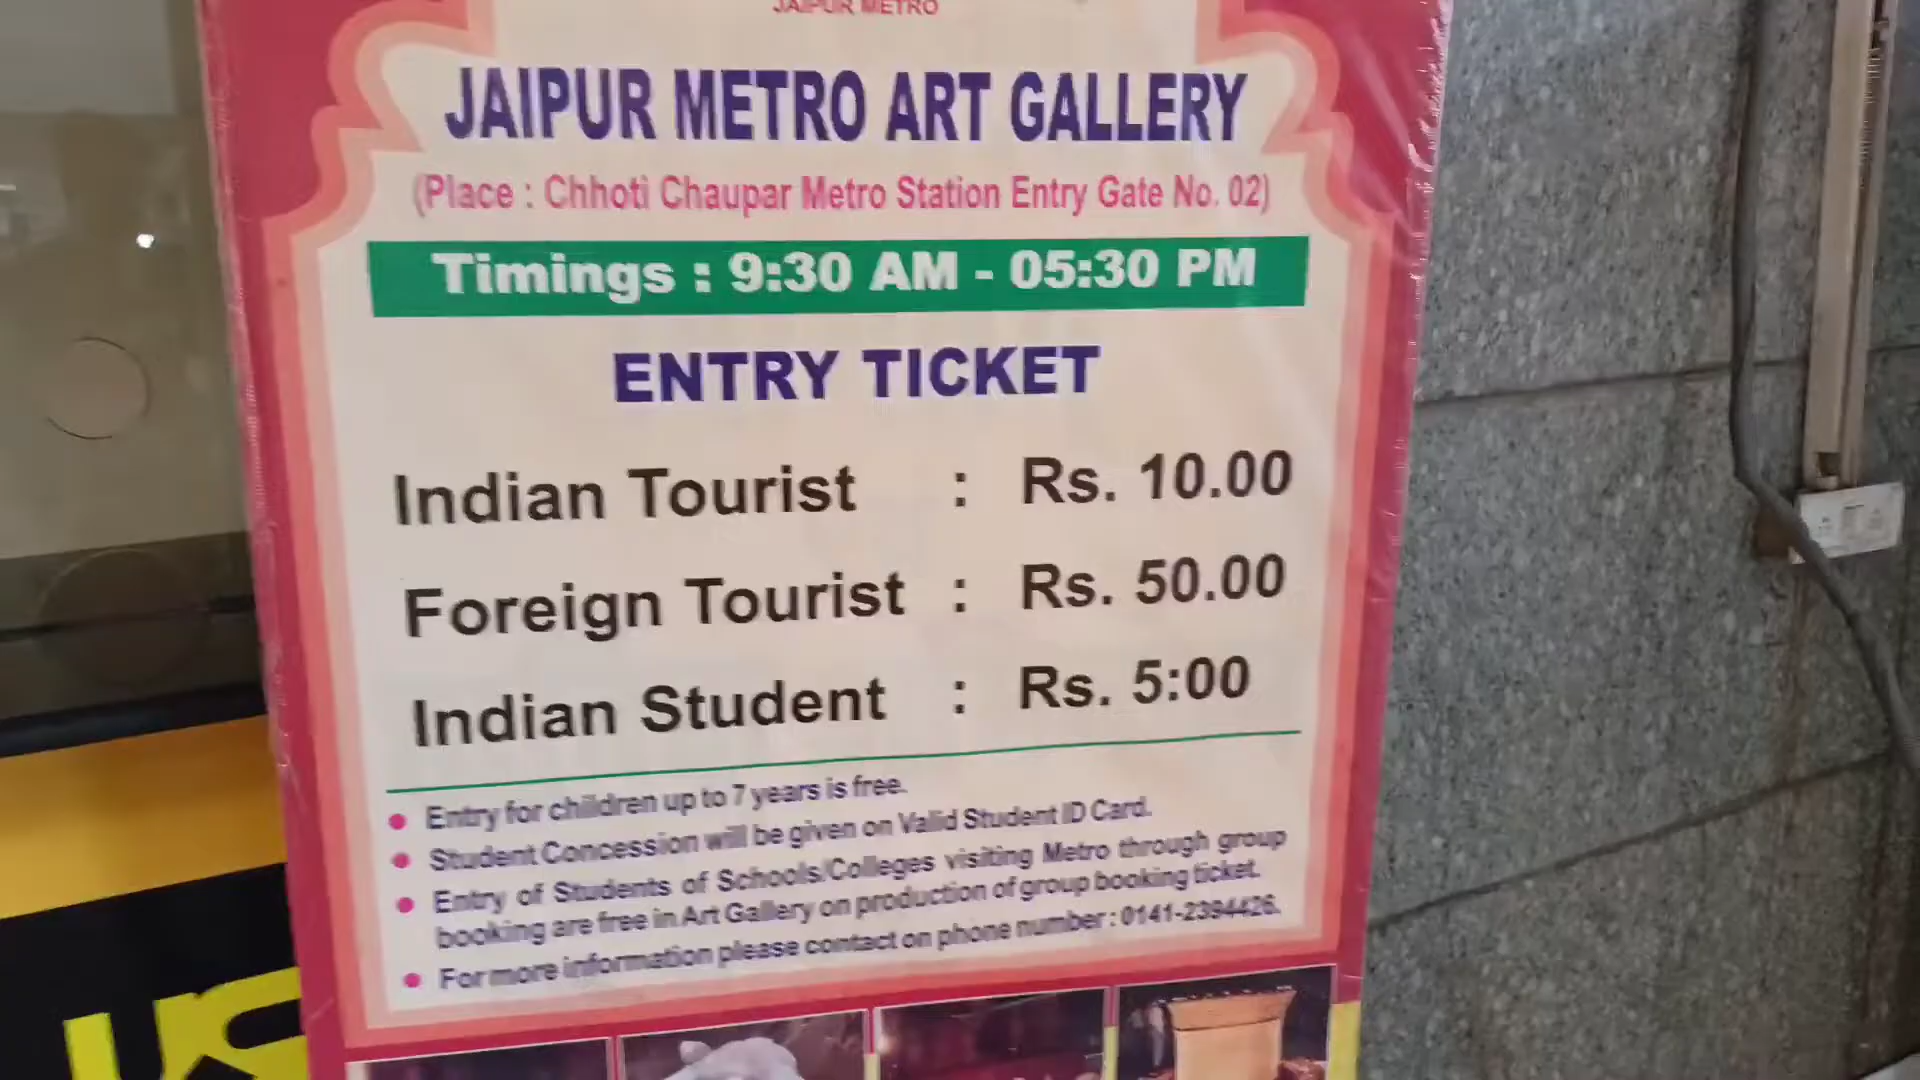 JAIPUR METRO
JAIPUR METRO ART GALLERY
(Place : Chhoti Chaupar Metro Station Entry Gate No. 02)
Timings : 9:30 AM - 05:30 PM
ENTRY TICKET
Indian Tourist : Rs. 10.00
Foreign Tourist : Rs. 50.00
Indian Student : Rs. 5:00
• Entry for children up to 7 years is free.
• Student Concession will be given on Valid Student ID Card.
• Entry of Students of Schools/Colleges visiting Metro through group
booking are free in Art Gallery on production of group booking ticket.
• For more information please contact on phone number : 0141-2394426.